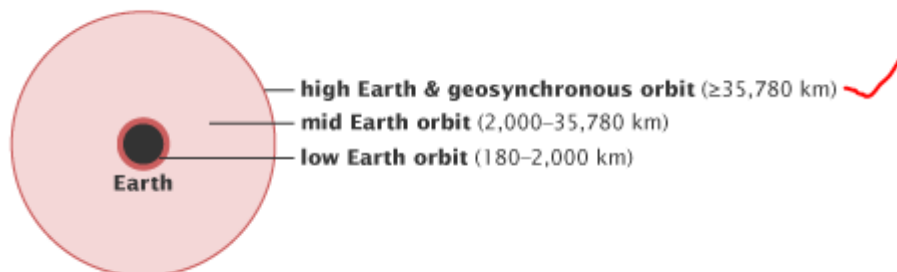 high Earth & geosynchronous orbit (≥35,780 km)
mid Earth orbit (2,000–35,780 km)
low Earth orbit (180–2,000 km)
Earth